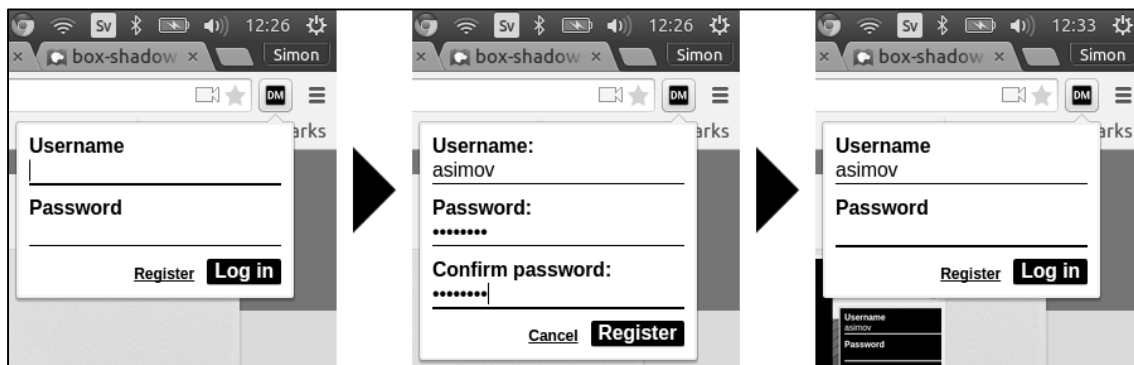 Sv 12:26
box-shadow Simon
DM
arks
Username
Password
Register Log in
Sv 12:26
box-shadow Simon
DM
arks
Username:
asimov
Password:
••••••••
Confirm password:
••••••••
Cancel Register
Sv 12:33
box-shadow Simon
DM
arks
Username
asimov
Password
Register Log in
Username
asimov
Password